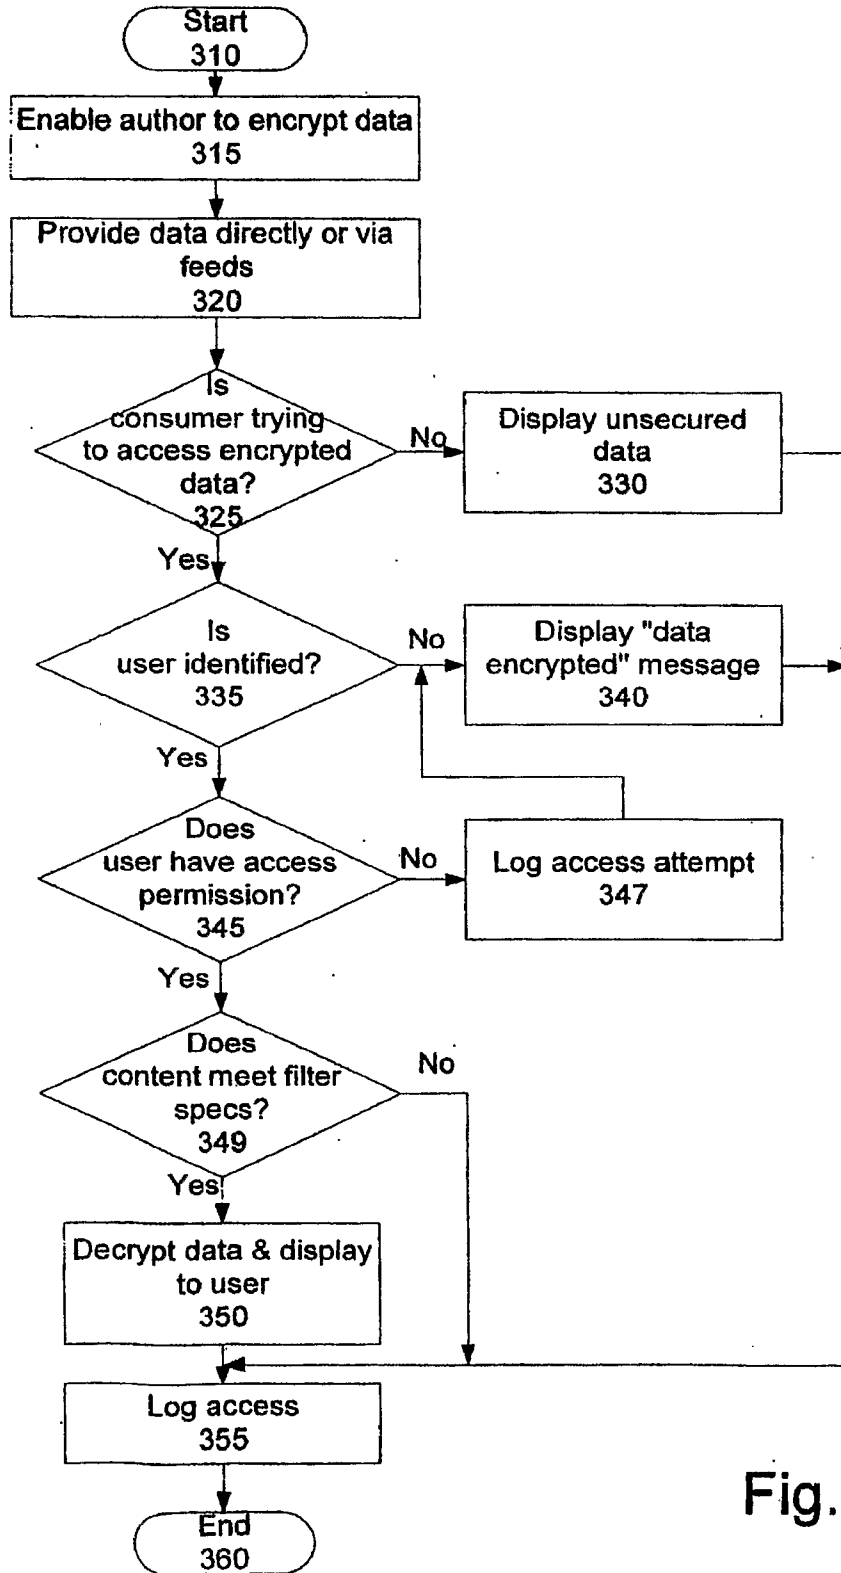 Start
310
Enable author to encrypt data
315
Provide data directly or via
feeds
320
Is
consumer trying
to access encrypted
data?
325
No
Display unsecured
data
330
Yes
Is
user identified?
335
No
Display "data
encrypted" message
340
Yes
Does
user have access
permission?
345
No
Log access attempt
347
Yes
Does
content meet filter
specs?
349
No
Yes
Decrypt data & display
to user
350
Log access
355
End
360
Fig.